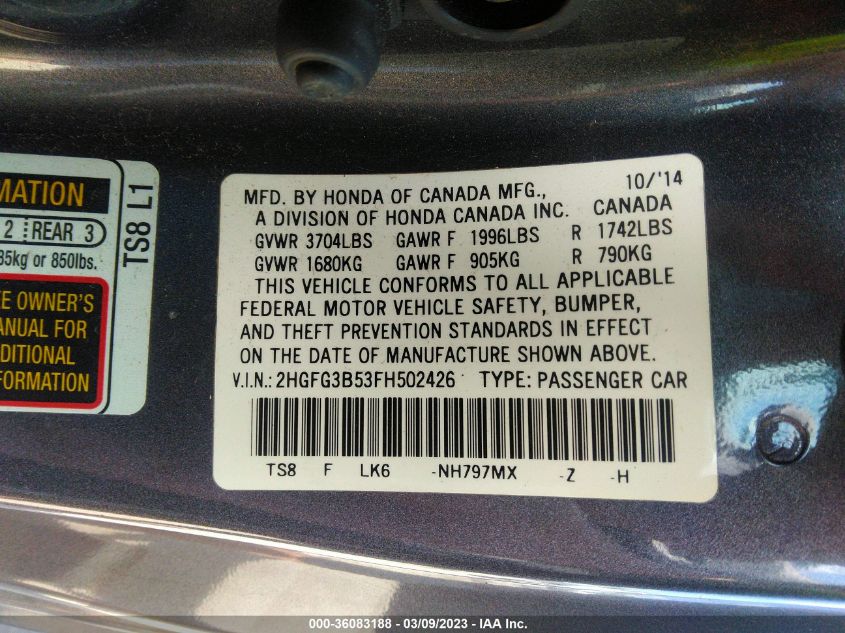 MATION
2 REAR 3
85kg or 850lbs.
OWNER'S
FOR
TS8 L1
MFD. BY HONDA OF CANADA MFG., 10/'14
A DIVISION OF HONDA CANADA INC. CANADA
GVWR 3704LBS GAWR F 1996LBS R 1742LBS
GVWR 1680KG GAWR F 905KG R 790KG
THIS VEHICLE CONFORMS TO ALL APPLICABLE
FEDERAL MOTOR VEHICLE SAFETY, BUMPER,
AND THEFT PREVENTION STANDARDS IN EFFECT
ON THE DATE OF MANUFACTURE SHOWN ABOVE.
V.I.N.: 2HGFG3B53FH502426 TYPE: PASSENGER CAR
TS8 F LK6 -NH797MX -Z -H
000-36083188 - 03/09/2023 - IAA Inc.